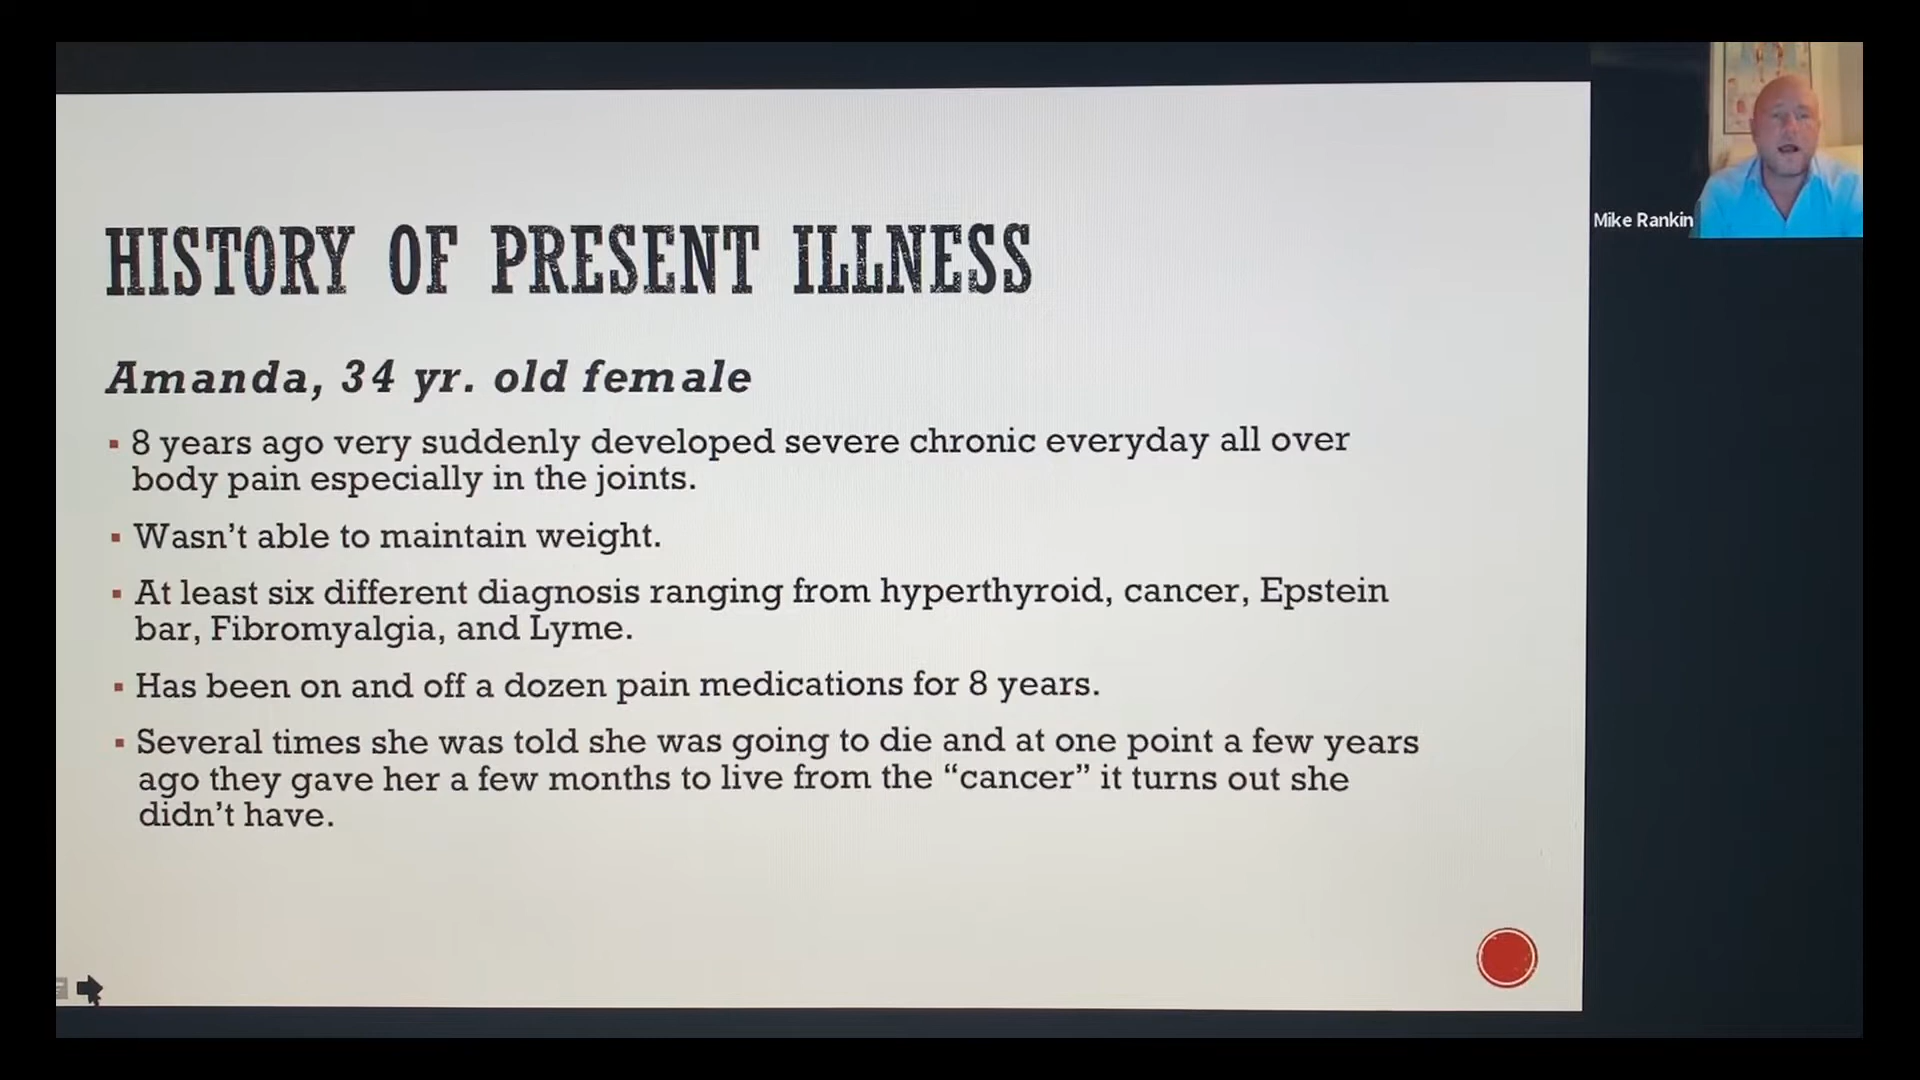 HISTORY OF PRESENT ILLNESS
Mike Rankin
Amanda, 34 yr. old female
▪ 8 years ago very suddenly developed severe chronic everyday all over
body pain especially in the joints.
▪ Wasn't able to maintain weight.
▪ At least six different diagnosis ranging from hyperthyroid, cancer, Epstein
bar, Fibromyalgia, and Lyme.
▪ Has been on and off a dozen pain medications for 8 years.
▪ Several times she was told she was going to die and at one point a few years
ago they gave her a few months to live from the “cancer” it turns out she
didn't have.